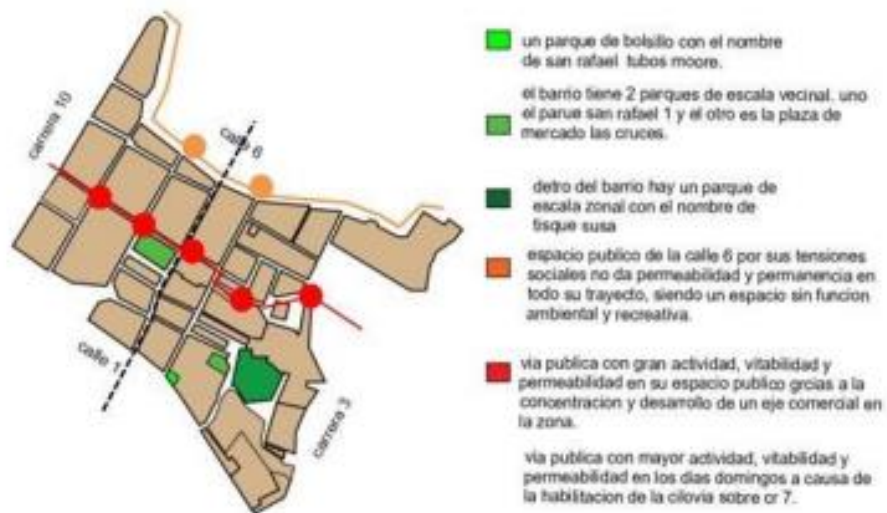 carrera 10
calle 6
calle 1
carrera 3
un parque de bolsillo con el nombre
de san rafael tubos moore.
el barrio tiene 2 parques de escala vecinal. uno
el parue san rafael 1 y el otro es la plaza de
mercado las cruces.
detro del barrio hay un parque de
escala zonal con el nombre de
tisque susa
espacio publico de la calle 6 por sus tensiones
sociales no da permeabilidad y permanencia en
todo su trayecto, siendo un espacio sin funcion
ambiental y recreativa.
via publica con gran actividad, vitabilidad y
permeabilidad en su espacio publico grcias a la
concentracion y desarrollo de un eje comercial en
la zona.
via publica con mayor actividad, vitabilidad y
permeabilidad en los dias domingos a causa de
la habilitacion de la cilovia sobre cr 7.